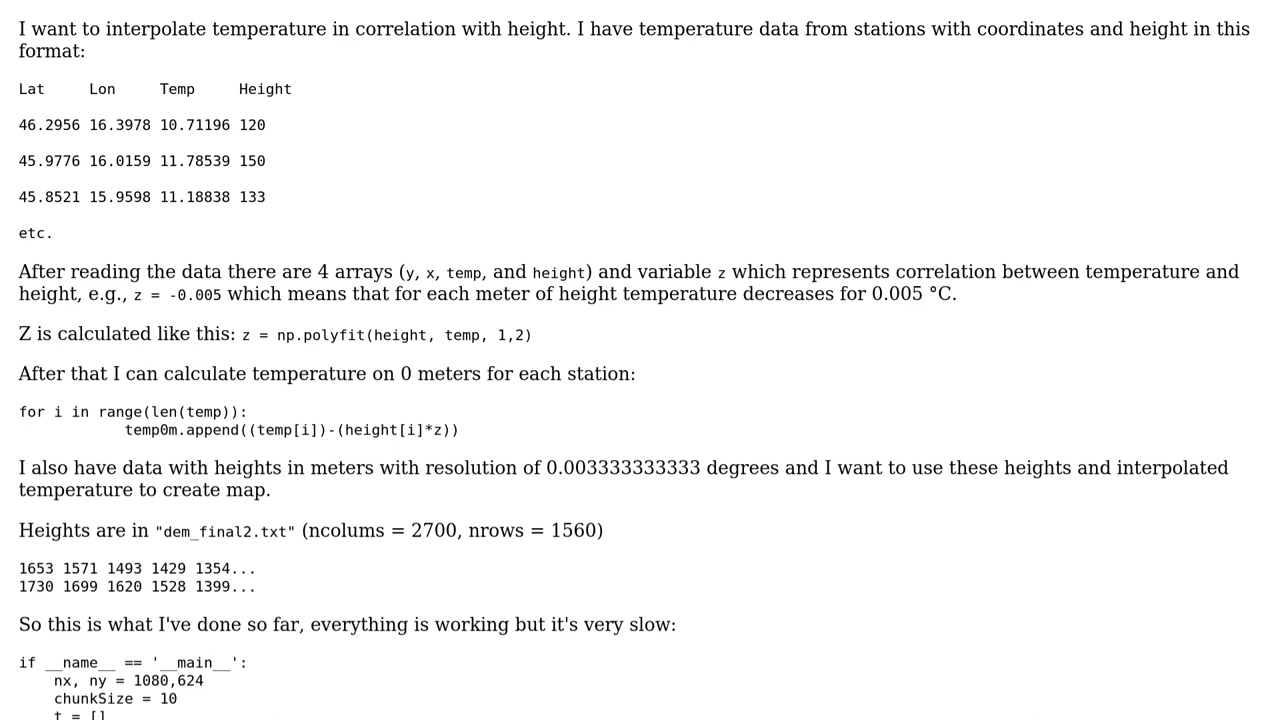 I want to interpolate temperature in correlation with height. I have temperature data from stations with coordinates and height in this
format:
Lat     Lon     Temp     Height
46.2956 16.3978 10.71196 120
45.9776 16.0159 11.78539 150
45.8521 15.9598 11.18838 133
etc.
After reading the data there are 4 arrays (y, x, temp, and height) and variable z which represents correlation between temperature and
height, e.g., z = -0.005 which means that for each meter of height temperature decreases for 0.005 °C.
Z is calculated like this: z = np.polyfit(height, temp, 1,2)
After that I can calculate temperature on 0 meters for each station:
for i in range(len(temp)):
            temp0m.append((temp[i])-(height[i]*z))
I also have data with heights in meters with resolution of 0.003333333333 degrees and I want to use these heights and interpolated
temperature to create map.
Heights are in "dem_final2.txt" (ncolums = 2700, nrows = 1560)
1653 1571 1493 1429 1354...
1730 1699 1620 1528 1399...
So this is what I've done so far, everything is working but it's very slow:
if __name__ == '__main__':
    nx, ny = 1080,624
    chunkSize = 10
    t = []